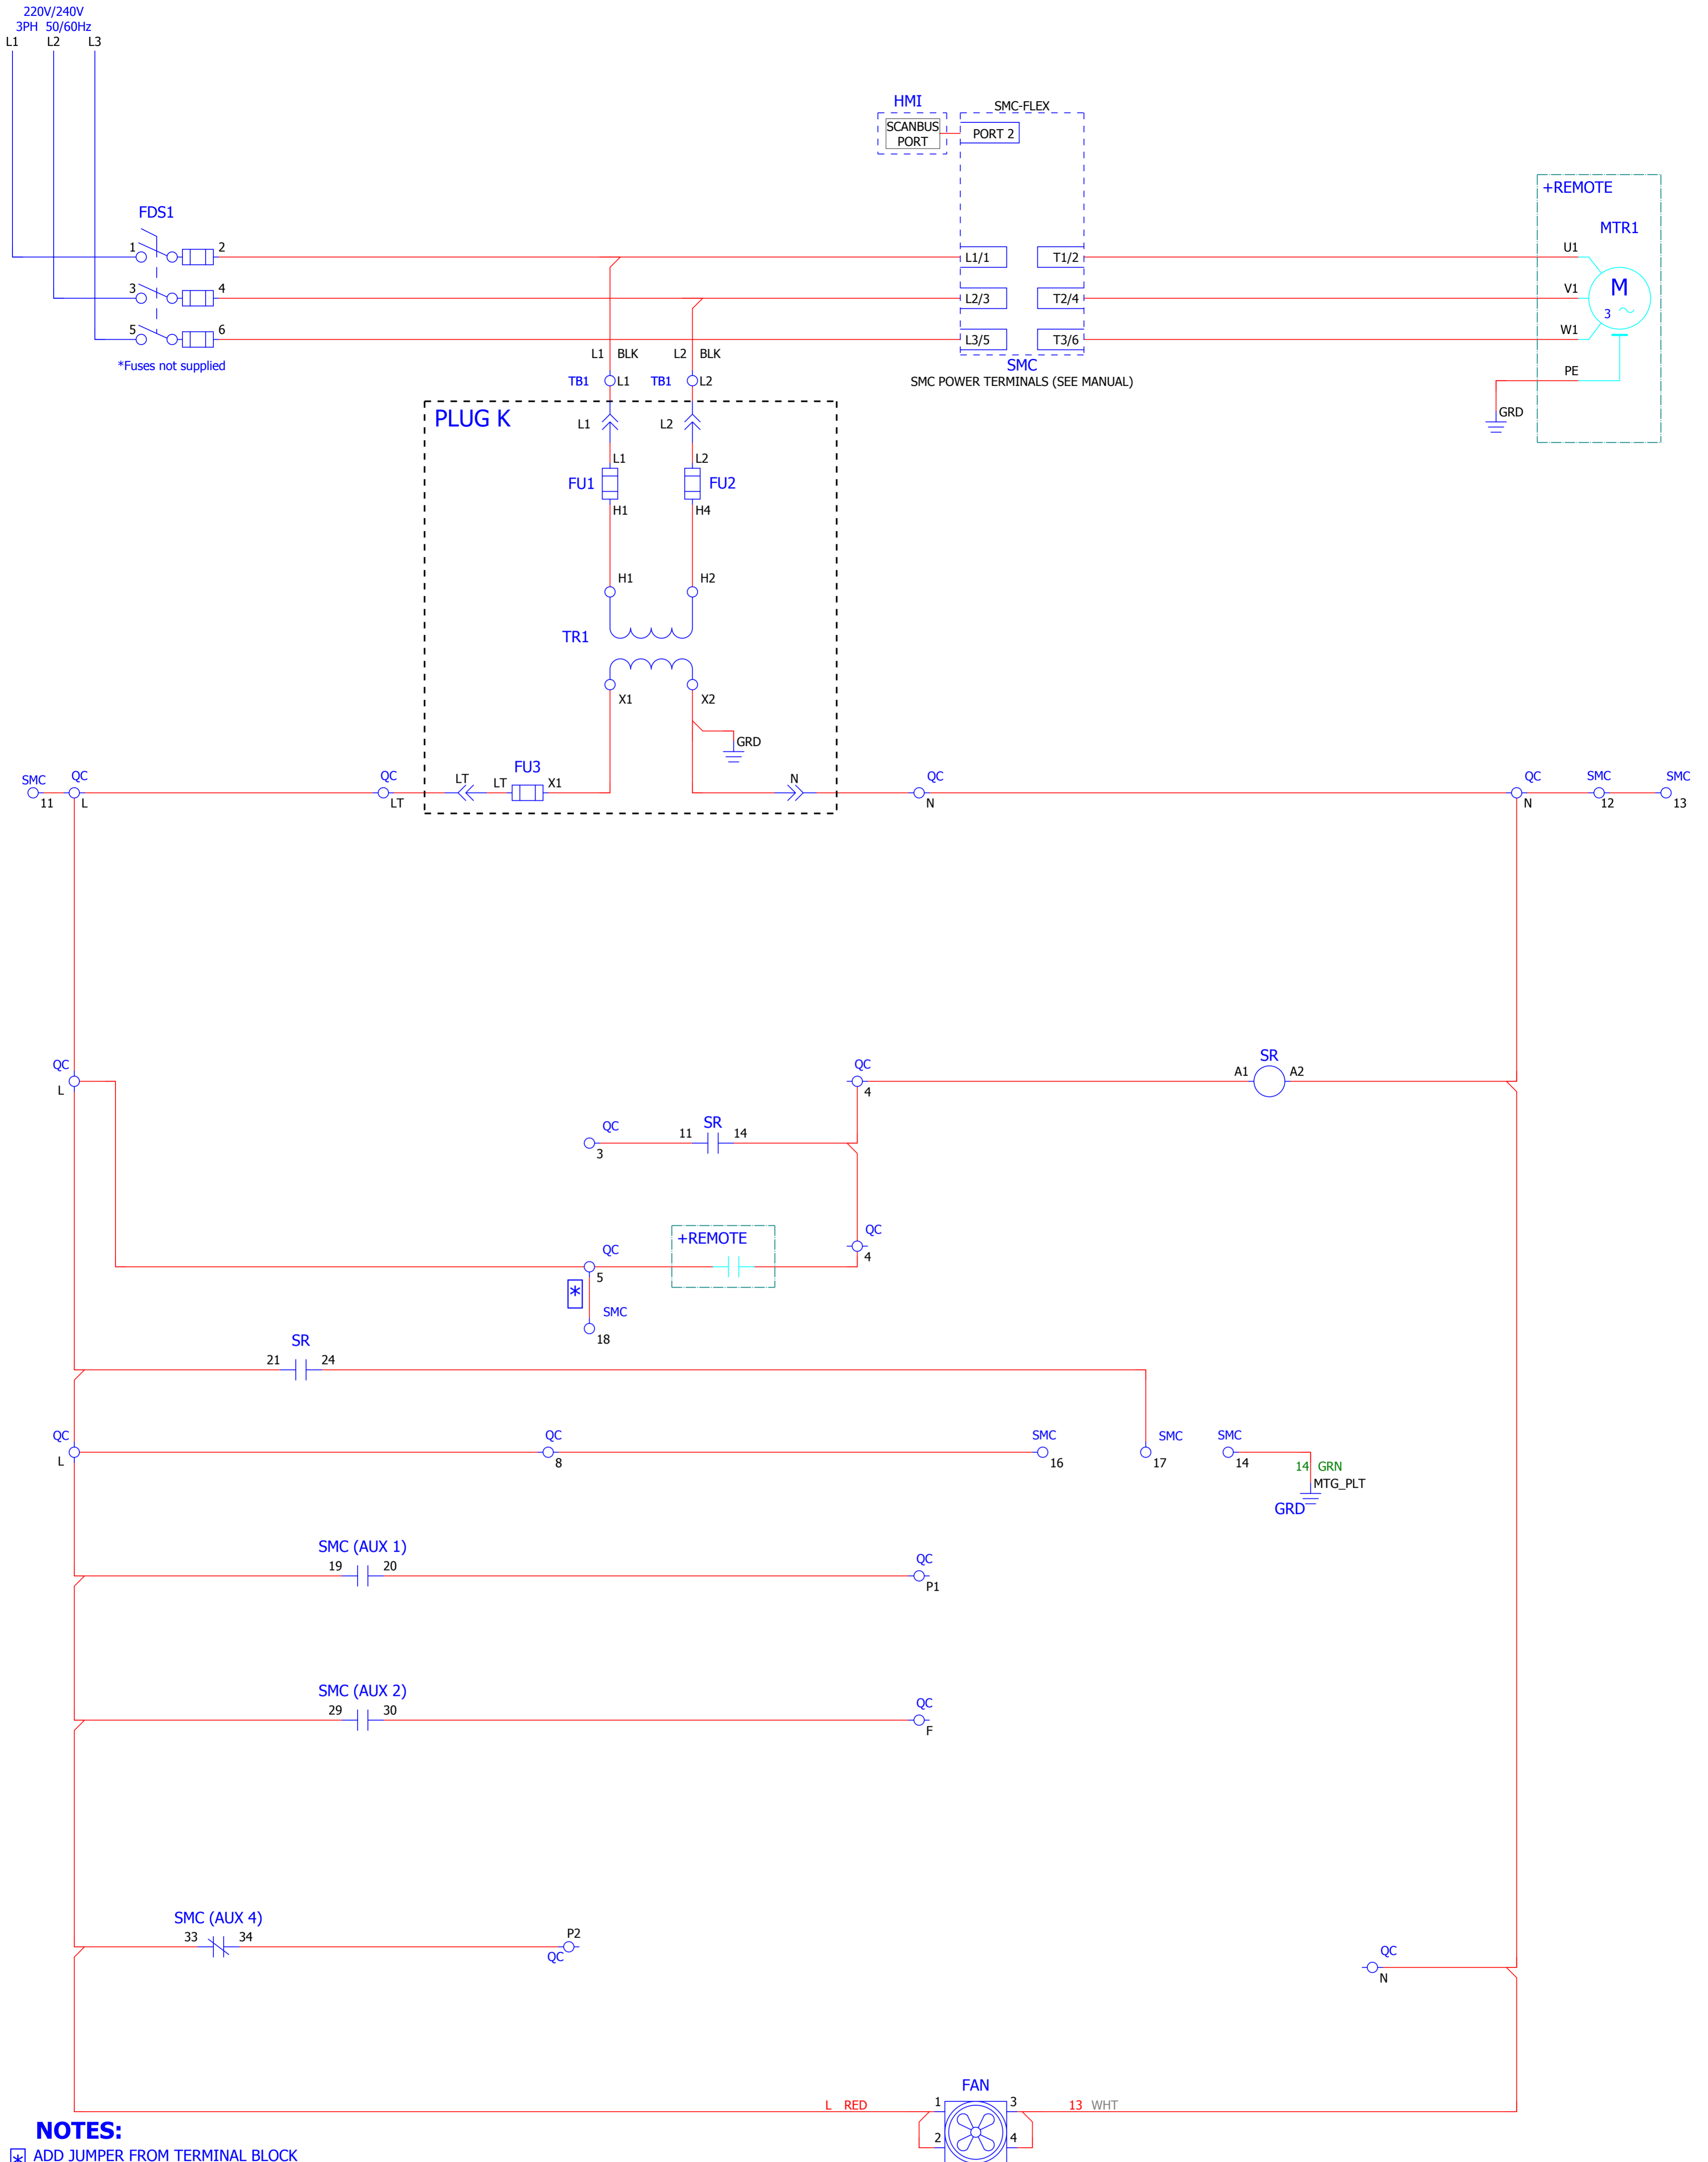 220V/240V
3PH 50/60Hz
L1 L2 L3
HMI
SCANBUS
PORT
SMC-FLEX
PORT 2
+REMOTE
MTR1
FDS1
1 2
3 4
5 6
*Fuses not supplied
L1/1 T1/2
L2/3 T2/4
L3/5 T3/6
SMC
SMC POWER TERMINALS (SEE MANUAL)
U1
V1
W1
PE
M
3
GRD
L1 BLK L2 BLK
TB1 L1 TB1 L2
PLUG K
L1 L2
L1 L2
FU1 FU2
H1 H4
H1 H2
TR1
X1 X2
GRD
SMC QC QC LT LT FU3 X1 N QC QC SMC SMC
11 L LT N N 12 13
QC
L
QC
4
A1 SR A2
QC
3
11 SR 14
+REMOTE
QC
4
QC
5
*
SMC
18
SR
21 24
QC
L
QC
8
SMC
16
SMC
17
SMC
14
14 GRN
MTG_PLT
GRD
SMC (AUX 1)
19 20
QC
P1
SMC (AUX 2)
29 30
QC
F
SMC (AUX 4)
33 34
P2
QC
QC
N
FAN
L RED 1 3 13 WHT
2 4
NOTES:
* ADD JUMPER FROM TERMINAL BLOCK